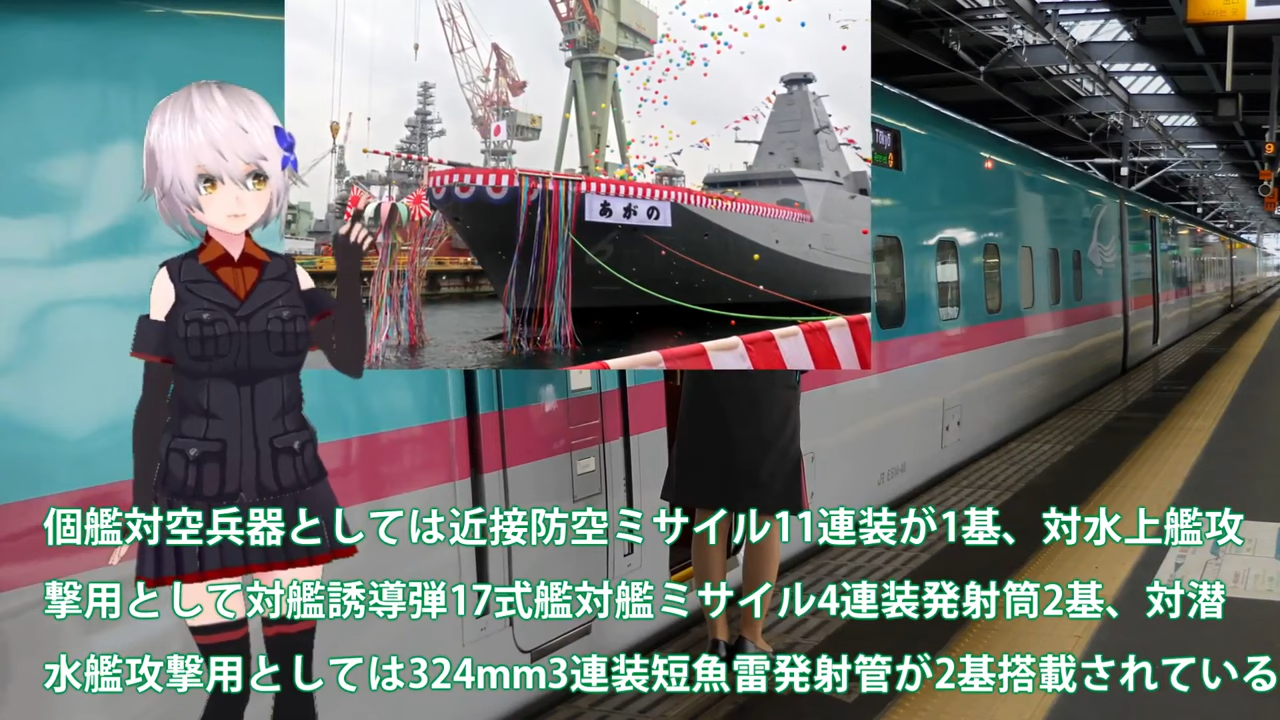 Tokyo
9
あがの
個艦対空兵器としては近接防空ミサイル11連装が1基、対水上艦攻
撃用として対艦誘導弾17式艦対艦ミサイル4連装発射筒2基、対潜
水艦攻撃用としては324mm3連装短魚雷発射管が2基搭載されている